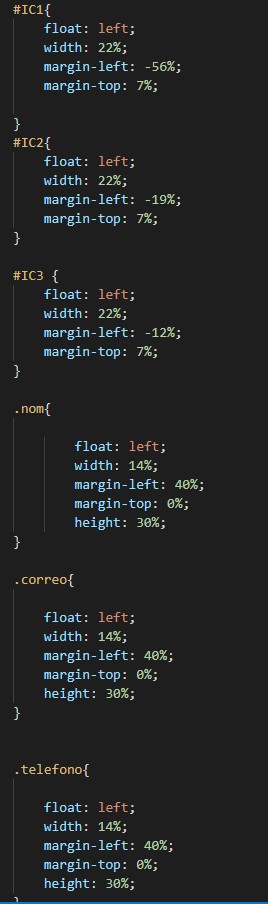 #IC1{
    float: left;
    width: 22%;
    margin-left: -56%;
    margin-top: 7%;

}
#IC2{
    float: left;
    width: 22%;
    margin-left: -19%;
    margin-top: 7%;
}

#IC3 {
    float: left;
    width: 22%;
    margin-left: -12%;
    margin-top: 7%;
}

.nom{

        float: left;
        width: 14%;
        margin-left: 40%;
        margin-top: 0%;
        height: 30%;
}

.correo{

    float: left;
    width: 14%;
    margin-left: 40%;
    margin-top: 0%;
    height: 30%;
}


.telefono{

    float: left;
    width: 14%;
    margin-left: 40%;
    margin-top: 0%;
    height: 30%;
}